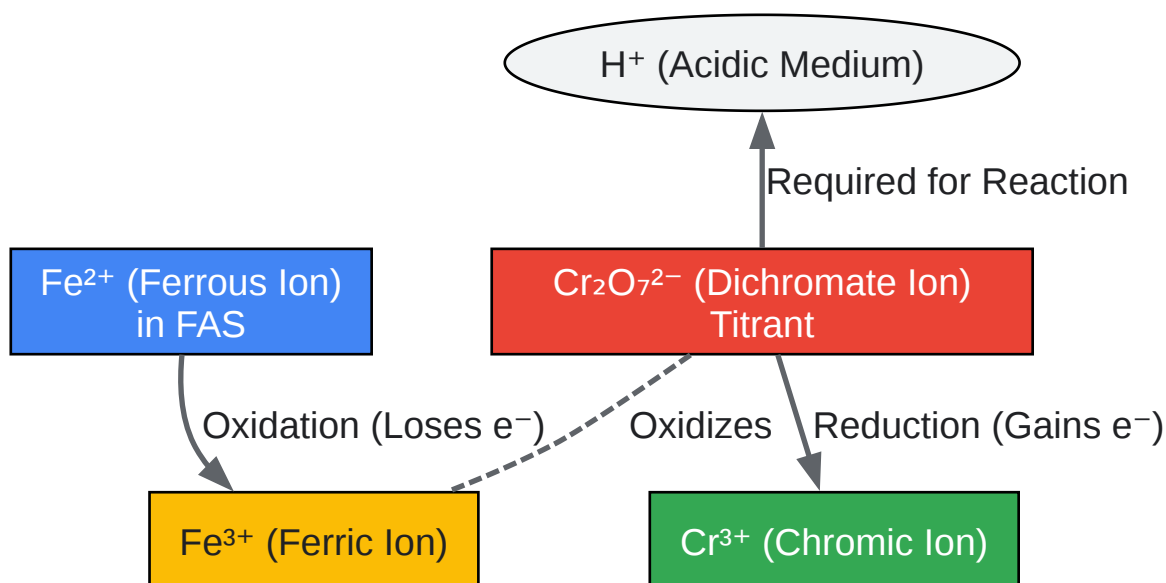 H⁺ (Acidic Medium)
Required for Reaction
Fe²⁺ (Ferrous Ion)
in FAS
Cr₂O₇²⁻ (Dichromate Ion)
Titrant
Oxidation (Loses e⁻)
Oxidizes
Reduction (Gains e⁻)
Fe³⁺ (Ferric Ion)
Cr³⁺ (Chromic Ion)